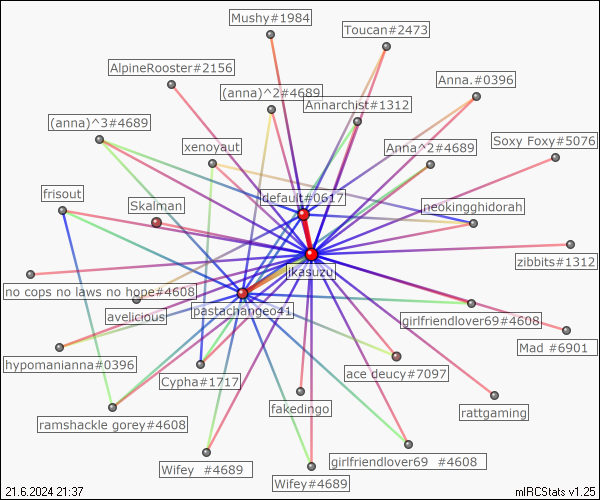 Mushy#1984
Toucan#2473
AlpineRooster#2156
Anna.#0396
(anna)^2#4689
Annarchist#1312
(anna)^3#4689
Soxy Foxy#5076
xenoyaut
Anna^2#4689
frisout
default#0617
Skalman
neokingghidorah
zibbits#1312
jikasuzu
no cops no laws no hope#4608
avelicious
pastachangeo41
girlfriendlover69#4608
Mad #6901
hypomanianna#0396
ace deucy#7097
Cypha#1717
fakedingo
rattgaming
ramshackle gorey#4608
Wifey #4689
girlfriendlover69 #4608
Wifey#4689
21.6.2024 21:37
mIRCStats v1.25